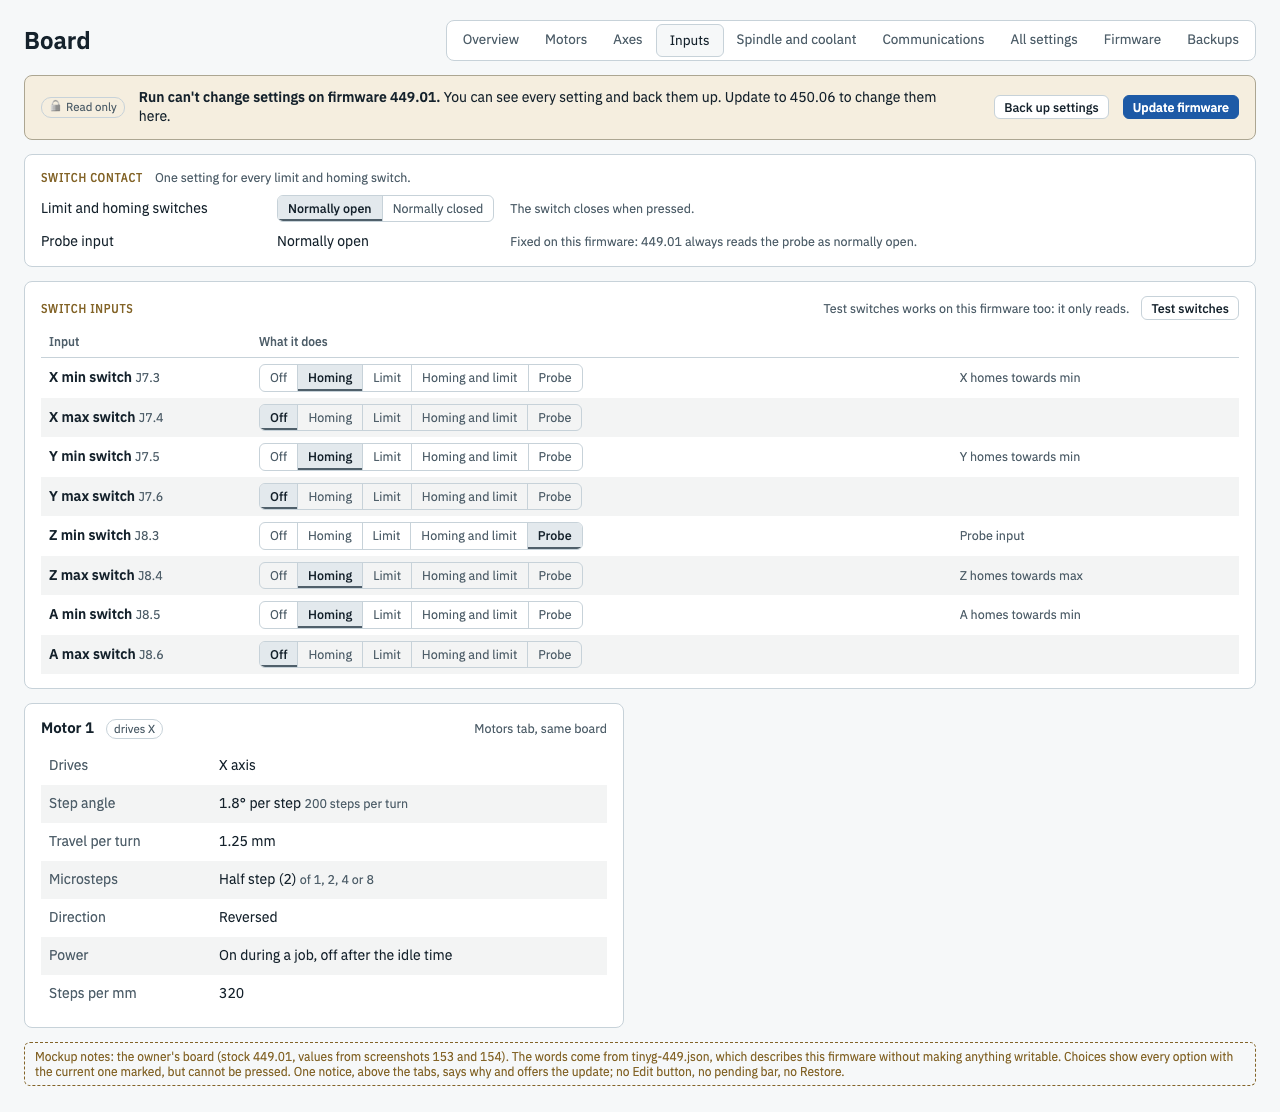 Board
Overview Motors Axes Inputs Spindle and coolant Communications All settings Firmware Backups
Read only
Run can't change settings on firmware 449.01. You can see every setting and back them up. Update to 450.06 to change them
here.
Back up settings
Update firmware
SWITCH CONTACT One setting for every limit and homing switch.
Limit and homing switches Normally open Normally closed The switch closes when pressed.
Probe input Normally open Fixed on this firmware: 449.01 always reads the probe as normally open.
SWITCH INPUTS Test switches works on this firmware too: it only reads. Test switches
Input What it does
X min switch J7.3 Off Homing Limit Homing and limit Probe X homes towards min
X max switch J7.4 Off Homing Limit Homing and limit Probe
Y min switch J7.5 Off Homing Limit Homing and limit Probe Y homes towards min
Y max switch J7.6 Off Homing Limit Homing and limit Probe
Z min switch J8.3 Off Homing Limit Homing and limit Probe Probe input
Z max switch J8.4 Off Homing Limit Homing and limit Probe Z homes towards max
A min switch J8.5 Off Homing Limit Homing and limit Probe A homes towards min
A max switch J8.6 Off Homing Limit Homing and limit Probe
Motor 1 drives X Motors tab, same board
Drives X axis
Step angle 1.8° per step 200 steps per turn
Travel per turn 1.25 mm
Microsteps Half step (2) of 1, 2, 4 or 8
Direction Reversed
Power On during a job, off after the idle time
Steps per mm 320
Mockup notes: the owner's board (stock 449.01, values from screenshots 153 and 154). The words come from tinyg-449.json, which describes this firmware without making anything writable. Choices show every option with
the current one marked, but cannot be pressed. One notice, above the tabs, says why and offers the update; no Edit button, no pending bar, no Restore.